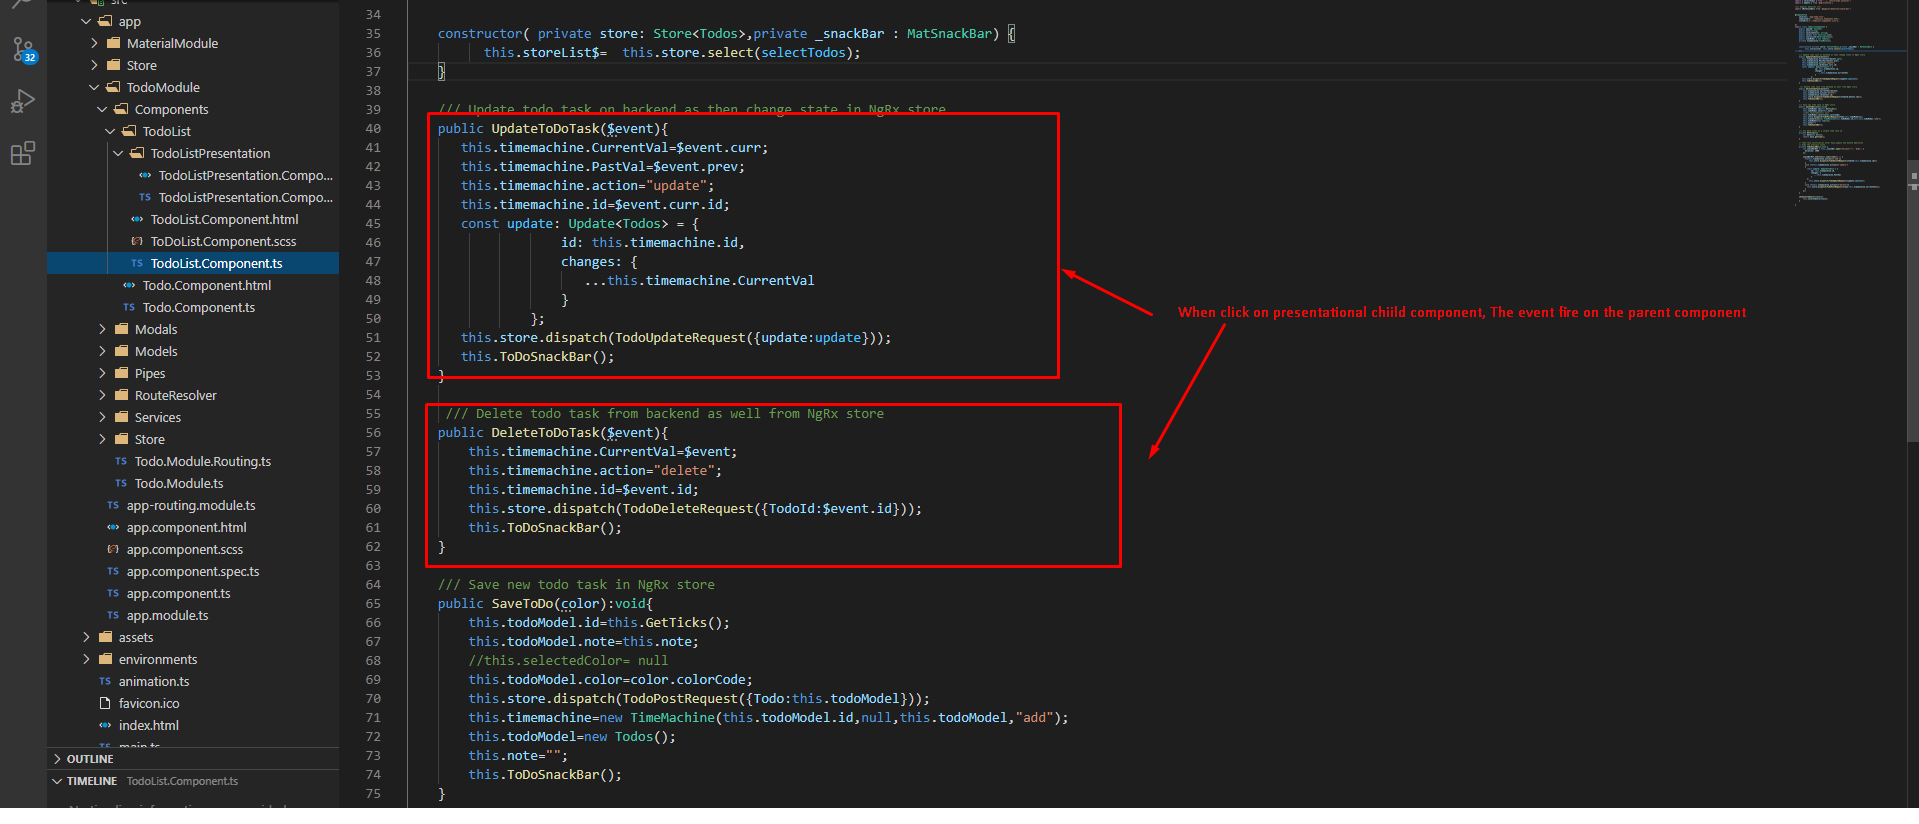 src
app
MaterialModule
Store
TodoModule
Components
TodoList
TodoListPresentation
TodoListPresentation.Compo...
TS TodoListPresentation.Compo...
TodoList.Component.html
ToDoList.Component.scss
TS TodoList.Component.ts
Todo.Component.html
TS Todo.Component.ts
Modals
Models
Pipes
RouteResolver
Services
Store
TS Todo.Module.Routing.ts
TS Todo.Module.ts
TS app-routing.module.ts
app.component.html
app.component.scss
TS app.component.spec.ts
TS app.component.ts
TS app.module.ts
assets
environments
TS animation.ts
favicon.ico
index.html
TS main.ts
OUTLINE
TIMELINE TodoList.Component.ts
32
34
35 constructor( private store: Store<Todos>,private _snackBar : MatSnackBar) {
36 this.storeList$=  this.store.select(selectTodos);
37 }
38
39 /// Update todo task on backend as then change state in NgRx store
40 public UpdateToDoTask($event){
41 this.timemachine.CurrentVal=$event.curr;
42 this.timemachine.PastVal=$event.prev;
43 this.timemachine.action="update";
44 this.timemachine.id=$event.curr.id;
45 const update: Update<Todos> = {
46 id: this.timemachine.id,
47 changes: {
48 ...this.timemachine.CurrentVal
49 }
50 };
51 this.store.dispatch(TodoUpdateRequest({update:update}));
52 this.ToDoSnackBar();
53 }
54
55 /// Delete todo task from backend as well from NgRx store
56 public DeleteToDoTask($event){
57 this.timemachine.CurrentVal=$event;
58 this.timemachine.action="delete";
59 this.timemachine.id=$event.id;
60 this.store.dispatch(TodoDeleteRequest({TodoId:$event.id}));
61 this.ToDoSnackBar();
62 }
63
64 /// Save new todo task in NgRx store
65 public SaveToDo(color):void{
66 this.todoModel.id=this.GetTicks();
67 this.todoModel.note=this.note;
68 //this.selectedColor= null
69 this.todoModel.color=color.colorCode;
70 this.store.dispatch(TodoPostRequest({Todo:this.todoModel}));
71 this.timemachine=new TimeMachine(this.todoModel.id,null,this.todoModel,"add");
72 this.todoModel=new Todos();
73 this.note="";
74 this.ToDoSnackBar();
75 }
When click on presentational chiild component, The event fire on the parent component